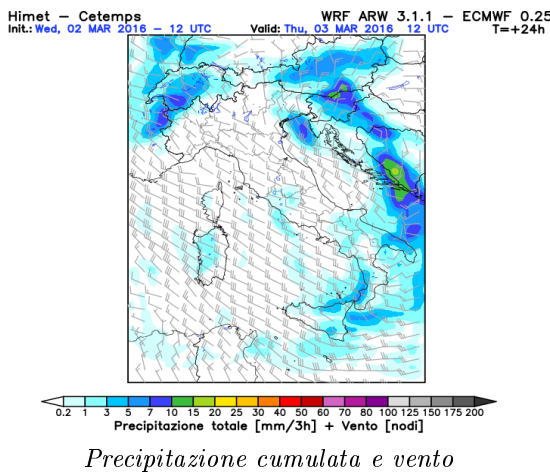 Himet – Cetemps WRF ARW 3.1.1 – ECMWF 0.25
Init.: Wed, 02 MAR 2016 – 12 UTC Valid: Thu, 03 MAR 2016 12 UTC T=+24h
0.2 1 3 5 7 10 15 20 25 30 40 50 60 70 80 100 125 150 175 200
Precipitazione totale [mm/3h] + Vento [nodi]
Precipitazione cumulata e vento